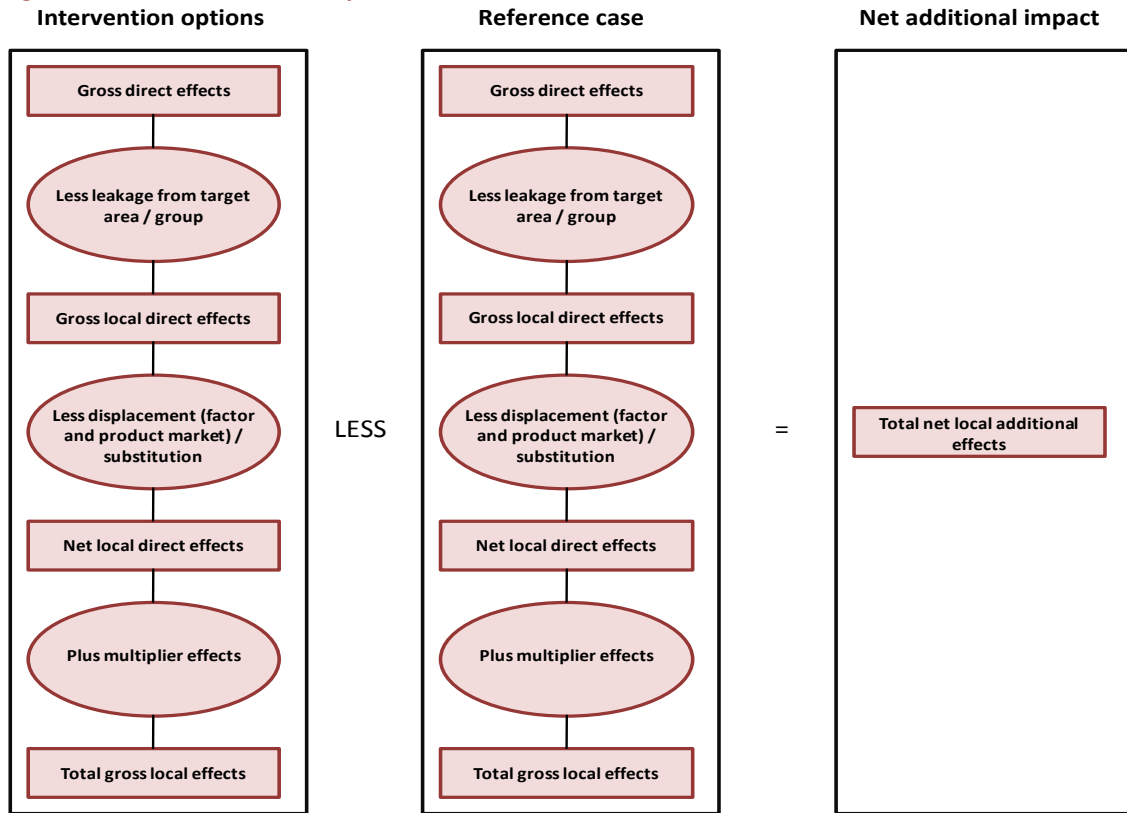 Intervention options
Reference case
Net additional impact
Gross direct effects
Less leakage from target
area / group
Gross local direct effects
Less displacement (factor
and product market) /
substitution
Net local direct effects
Plus multiplier effects
Total gross local effects
LESS
Gross direct effects
Less leakage from target
area / group
Gross local direct effects
Less displacement (factor
and product market) /
substitution
Net local direct effects
Plus multiplier effects
Total gross local effects
=
Total net local additional
effects